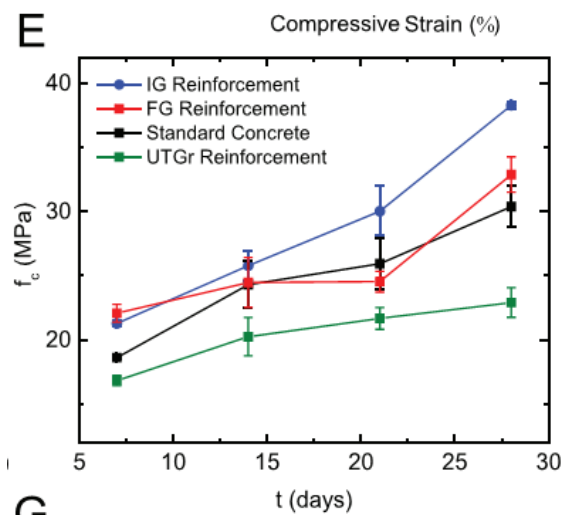 E
Compressive Strain (%)
40
30
20
f_c (MPa)
IG Reinforcement
FG Reinforcement
Standard Concrete
UTGr Reinforcement
5 10 15 20 25 30
t (days)
G